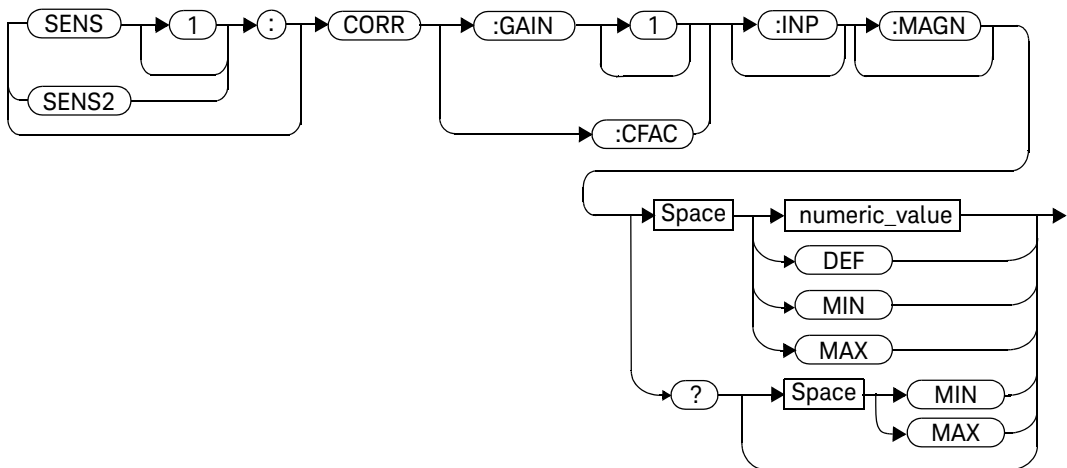 SENS 1 : CORR :GAIN 1 :INP :MAGN
SENS2
:CFAC
Space numeric_value
DEF
MIN
MAX
? Space MIN
MAX